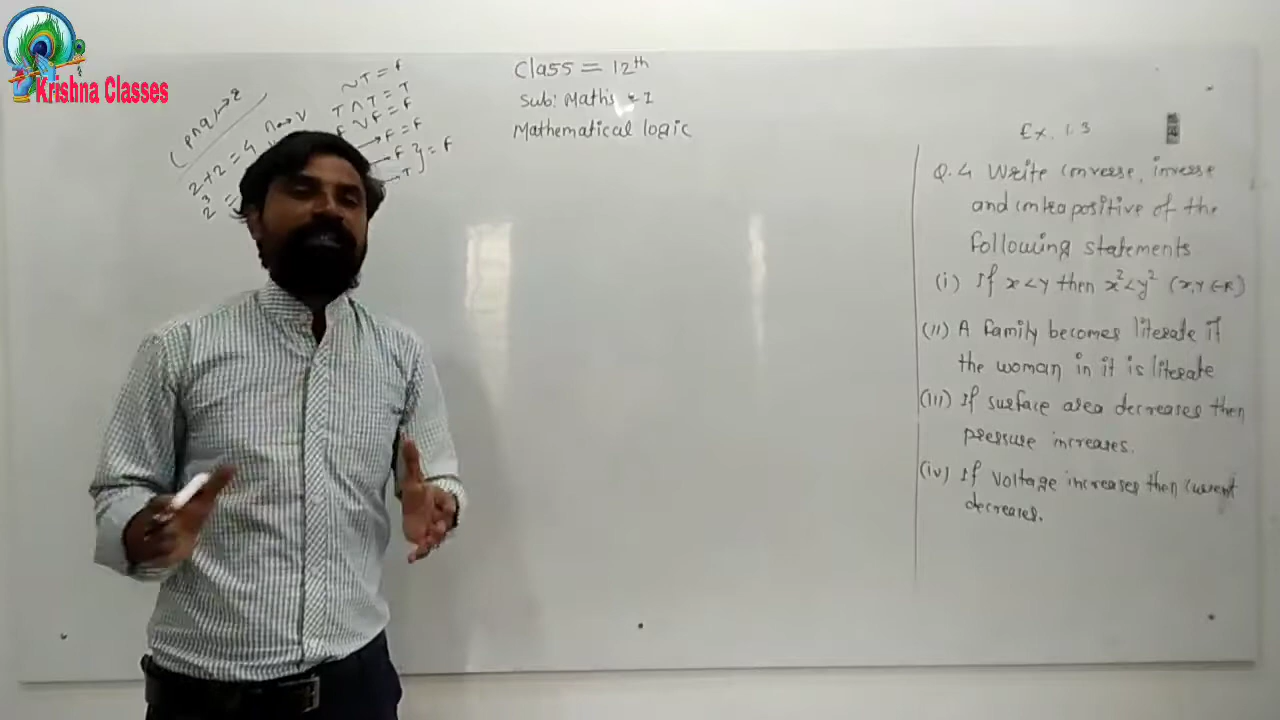 Krishna Classes
(p∧q)→r
2+2=4
∼T=F
T∧T=T
F∨F=F
→F=F
Class = 12th
Sub: Maths
Mathematical logic
Ex. 1.3
Q.4 Write converse, inverse
and contrapositive of the
following statements
(i) If x<y then x²<y² (x,y∈R)
(ii) A family becomes literate if
the woman in it is literate
(iii) If surface area decreases then
pressure increases.
(iv) If voltage increases then current
decreases.